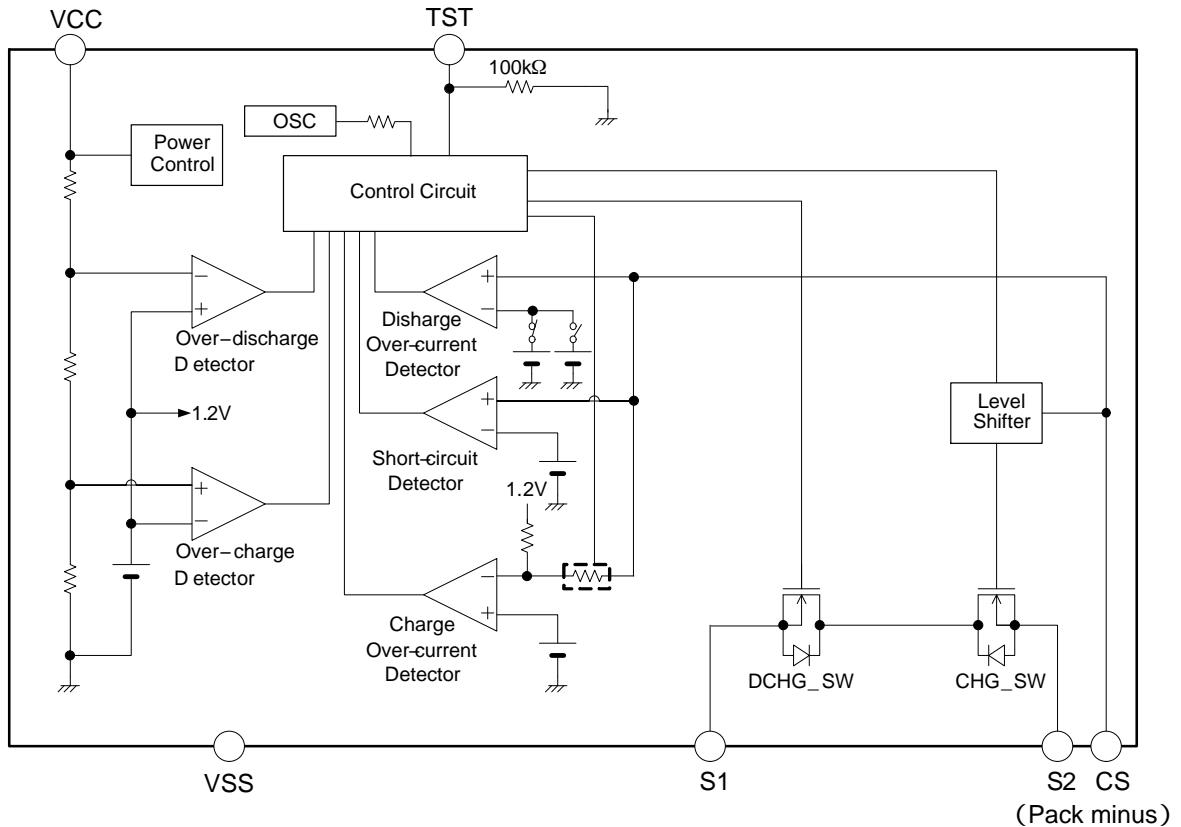 VCC
TST
100kΩ
OSC
Power
Control
Control Circuit
−
+
Over−discharge
D etector
+
−
Disharge
Over-current
Detector
1.2V
+
−
Short-circuit
Detector
Level
Shifter
1.2V
+
−
Over−charge
D etector
−
+
Charge
Over-current
Detector
DCHG_SW
CHG_SW
VSS
S1
S2
CS
(Pack minus)